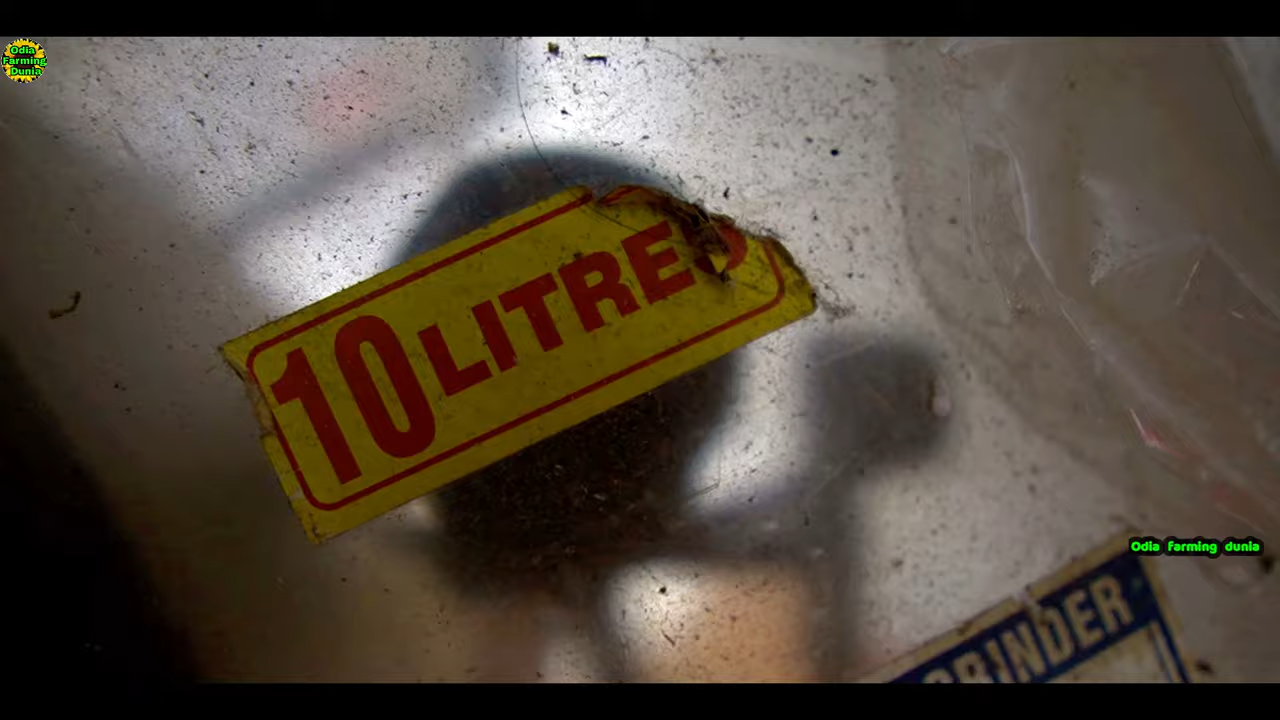 Odia
Farming
Dunia
10 LITRES
Odia farming dunia
GRINDER